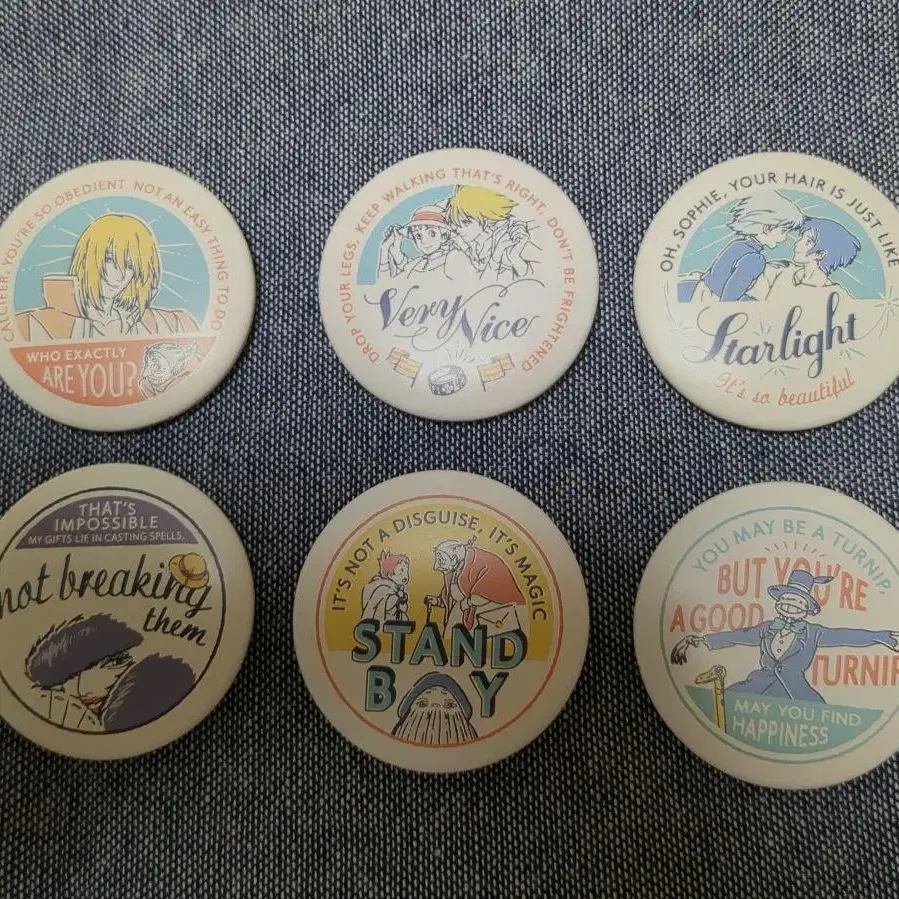 CALCIFER, YOU'RE SO OBEDIENT NOT AN EASY THING TO DO
WHO EXACTLY
ARE YOU?
DROP YOUR LEGS, KEEP WALKING THAT'S RIGHT, DON'T BE FRIGHTENED
Very Nice
OH, SOPHIE, YOUR HAIR IS JUST LIKE
Starlight
It's so beautiful
THAT'S
IMPOSSIBLE
MY GIFTS LIE IN CASTING SPELLS,
not breaking
them
IT'S NOT A DISGUISE, IT'S MAGIC
STAND
BY
YOU MAY BE A TURNIP,
BUT YOU'RE
A GOOD
TURNIP
MAY YOU FIND
HAPPINESS